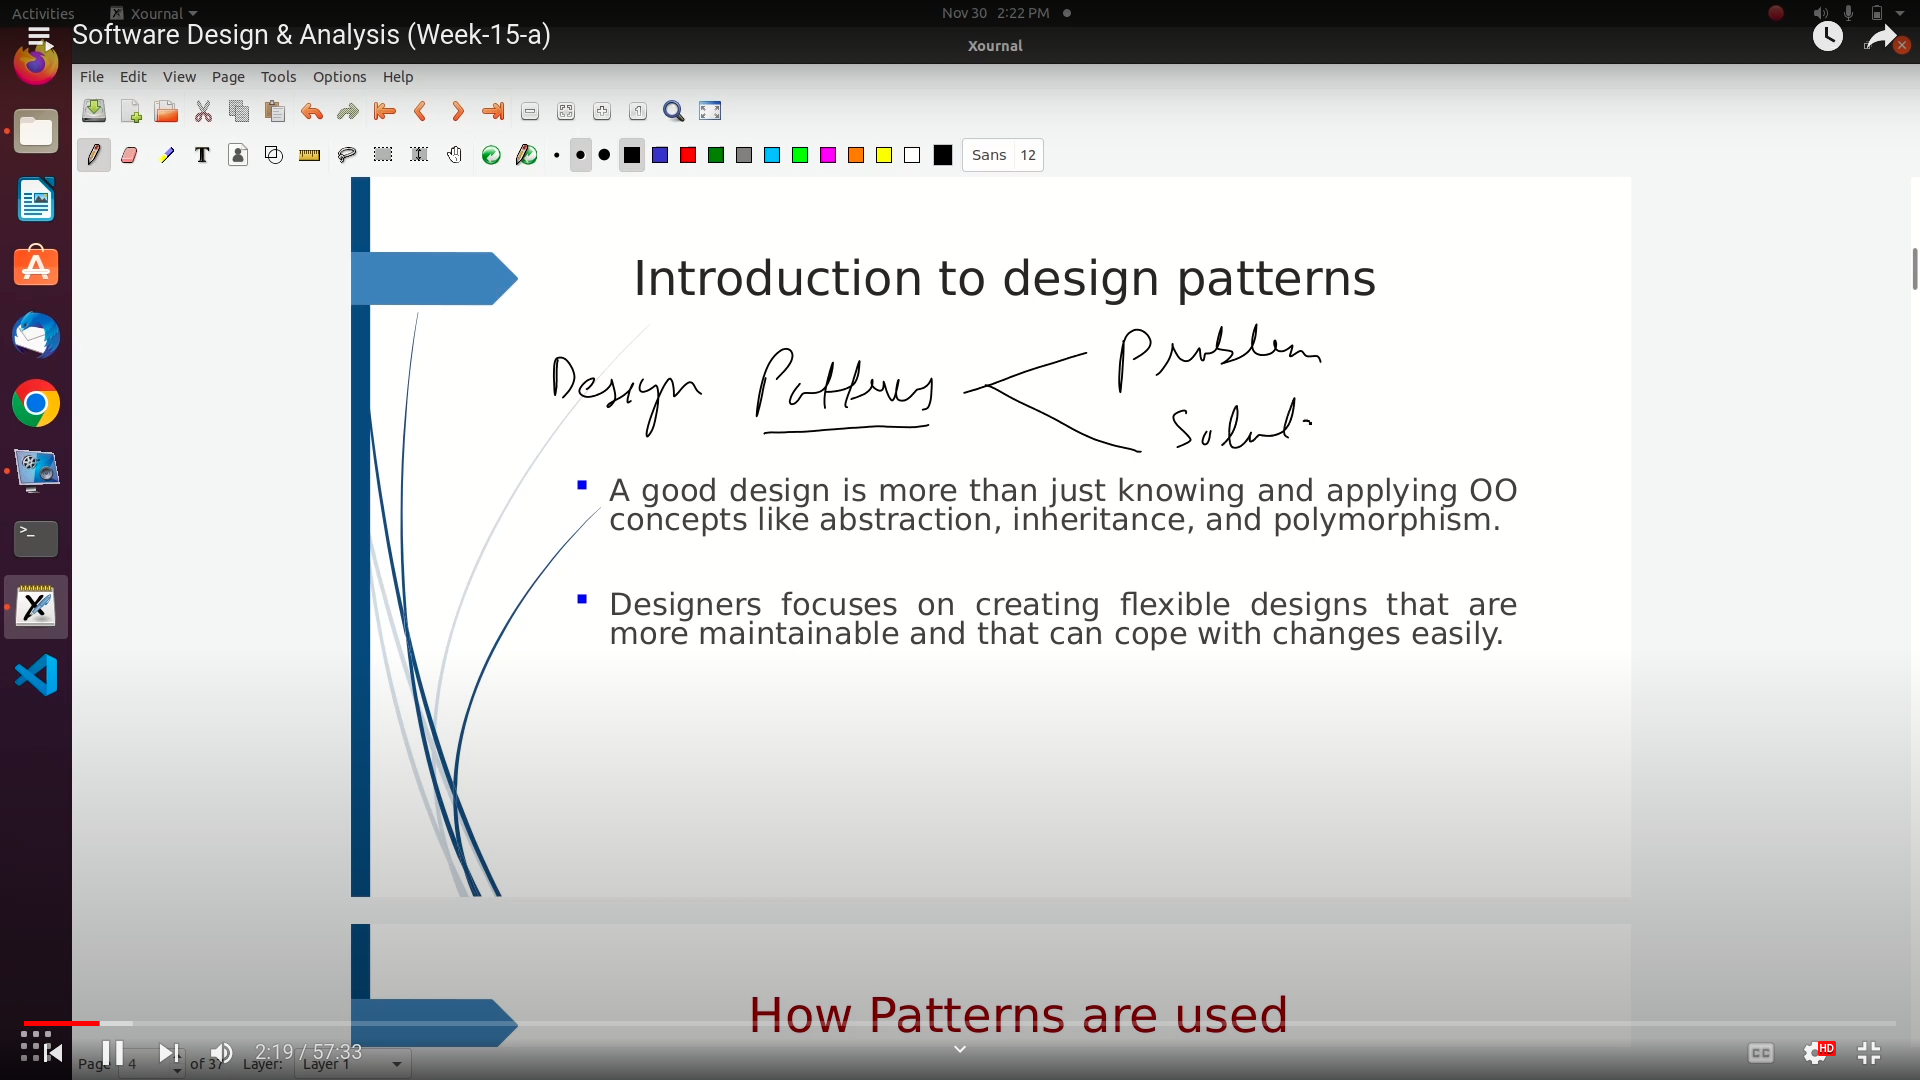 Activities Xournal Nov 30 2:22 PM
Software Design & Analysis (Week-15-a)
Xournal
File Edit View Page Tools Options Help
Sans 12
Introduction to design patterns
Design Patterns Problem
Solut
A good design is more than just knowing and applying OO
concepts like abstraction, inheritance, and polymorphism.
Designers focuses on creating flexible designs that are
more maintainable and that can cope with changes easily.
How Patterns are used
2:19 / 57:33
CC HD
Page 4 of 37 Layer: Layer 1